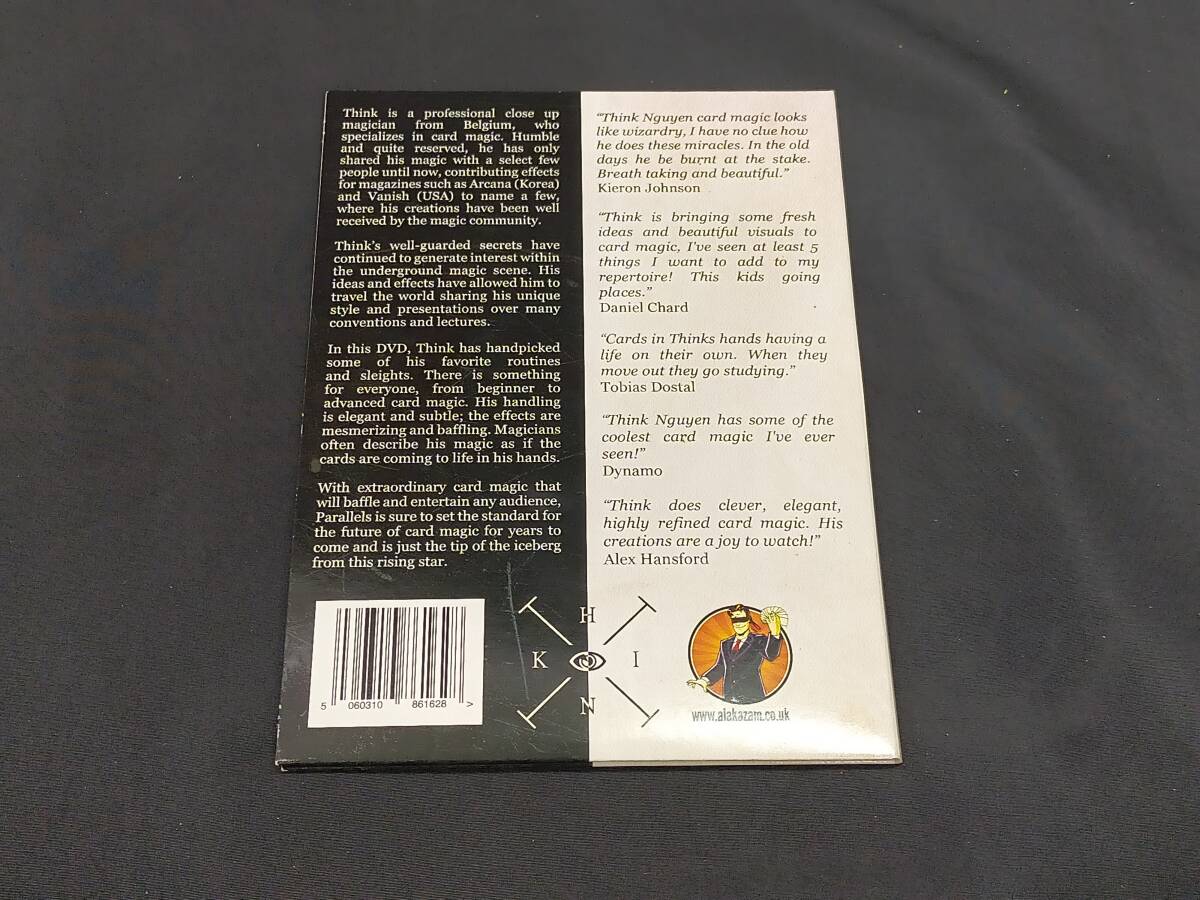 Think is a professional close up
magician from Belgium, who
specializes in card magic. Humble
and quite reserved, he has only
shared his magic with a select few
people until now, contributing effects
for magazines such as Arcana (Korea)
and Vanish (USA) to name a few,
where his creations have been well
received by the magic community.
Think's well-guarded secrets have
continued to generate interest within
the underground magic scene. His
ideas and effects have allowed him to
travel the world sharing his unique
style and presentations over many
conventions and lectures.
In this DVD, Think has handpicked
some of his favorite routines
and sleights. There is something
for everyone, from beginner to
advanced card magic. His handling
is elegant and subtle; the effects are
mesmerizing and baffling. Magicians
often describe his magic as if the
cards are coming to life in his hands.
With extraordinary card magic that
will baffle and entertain any audience,
Parallels is sure to set the standard for
the future of card magic for years to
come and is just the tip of the iceberg
from this rising star.
5 060310 861628 >
"Think Nguyen card magic looks
like wizardry, I have no clue how
he does these miracles. In the old
days he be burnt at the stake.
Breath taking and beautiful."
Kieron Johnson
"Think is bringing some fresh
ideas and beautiful visuals to
card magic, I've seen at least 5
things I want to add to my
repertoire! This kids going
places."
Daniel Chard
"Cards in Thinks hands having a
life on their own. When they
move out they go studying."
Tobias Dostal
"Think Nguyen has some of the
coolest card magic I've ever
seen!"
Dynamo
"Think does clever, elegant,
highly refined card magic. His
creations are a joy to watch!"
Alex Hansford
T H T
K I
T N T
www.alakazam.co.uk